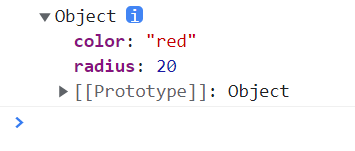 ▼Object i
color: "red"
radius: 20
▶[[Prototype]]: Object
>